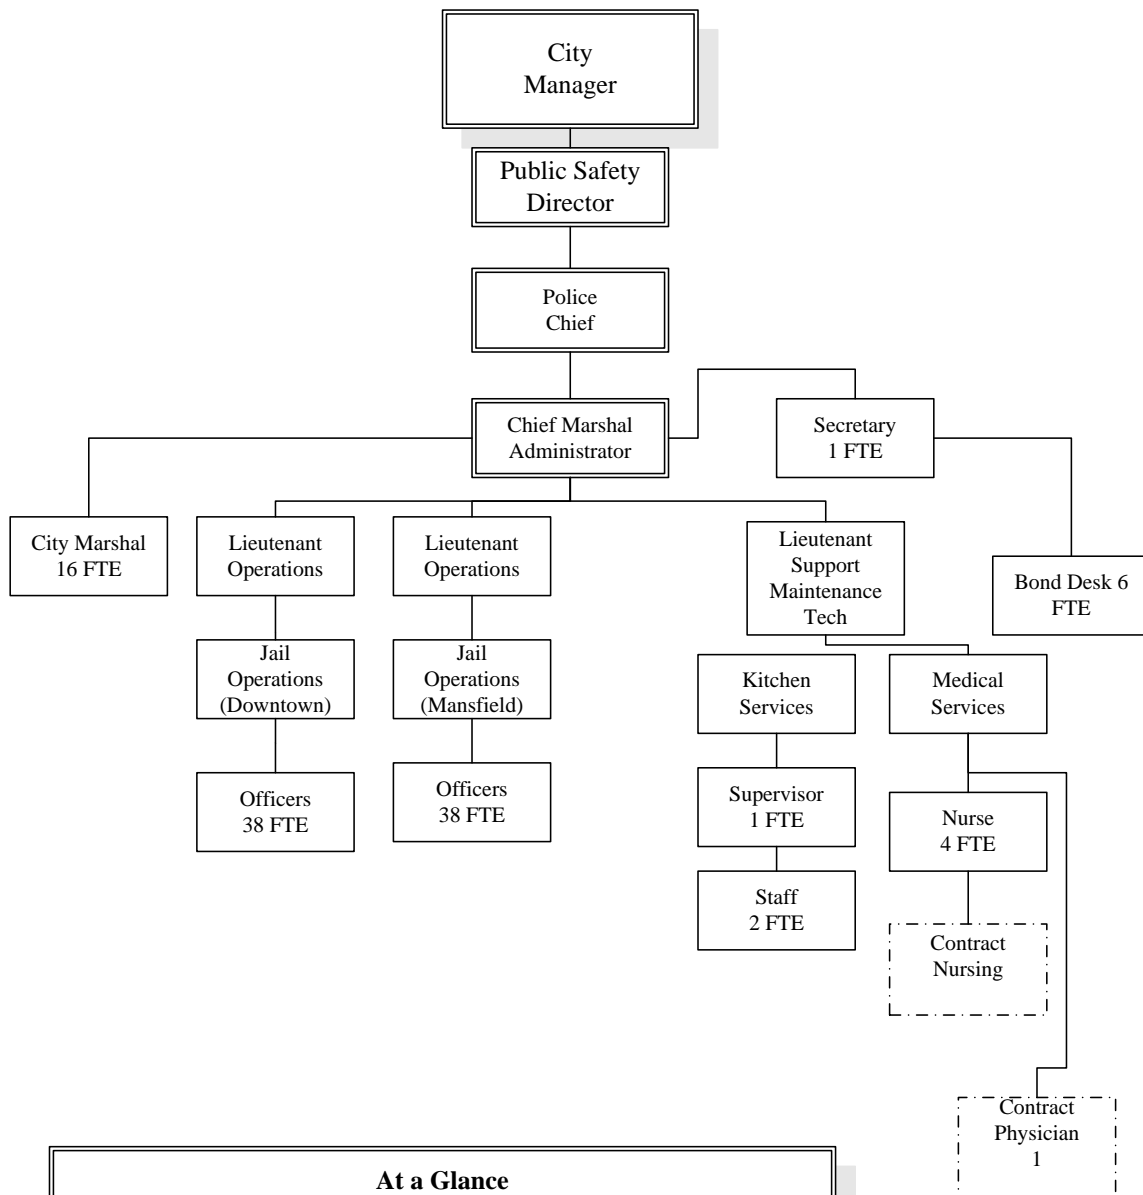 City
Manager
Public Safety
Director
Police
Chief
Chief Marshal
Administrator
Secretary
1 FTE
City Marshal
16 FTE
Lieutenant
Operations
Lieutenant
Operations
Lieutenant
Support
Maintenance
Tech
Bond Desk 6
FTE
Jail
Operations
(Downtown)
Jail
Operations
(Mansfield)
Kitchen
Services
Medical
Services
Officers
38 FTE
Officers
38 FTE
Supervisor
1 FTE
Nurse
4 FTE
Staff
2 FTE
Contract
Nursing
Contract
Physician
1
At a Glance